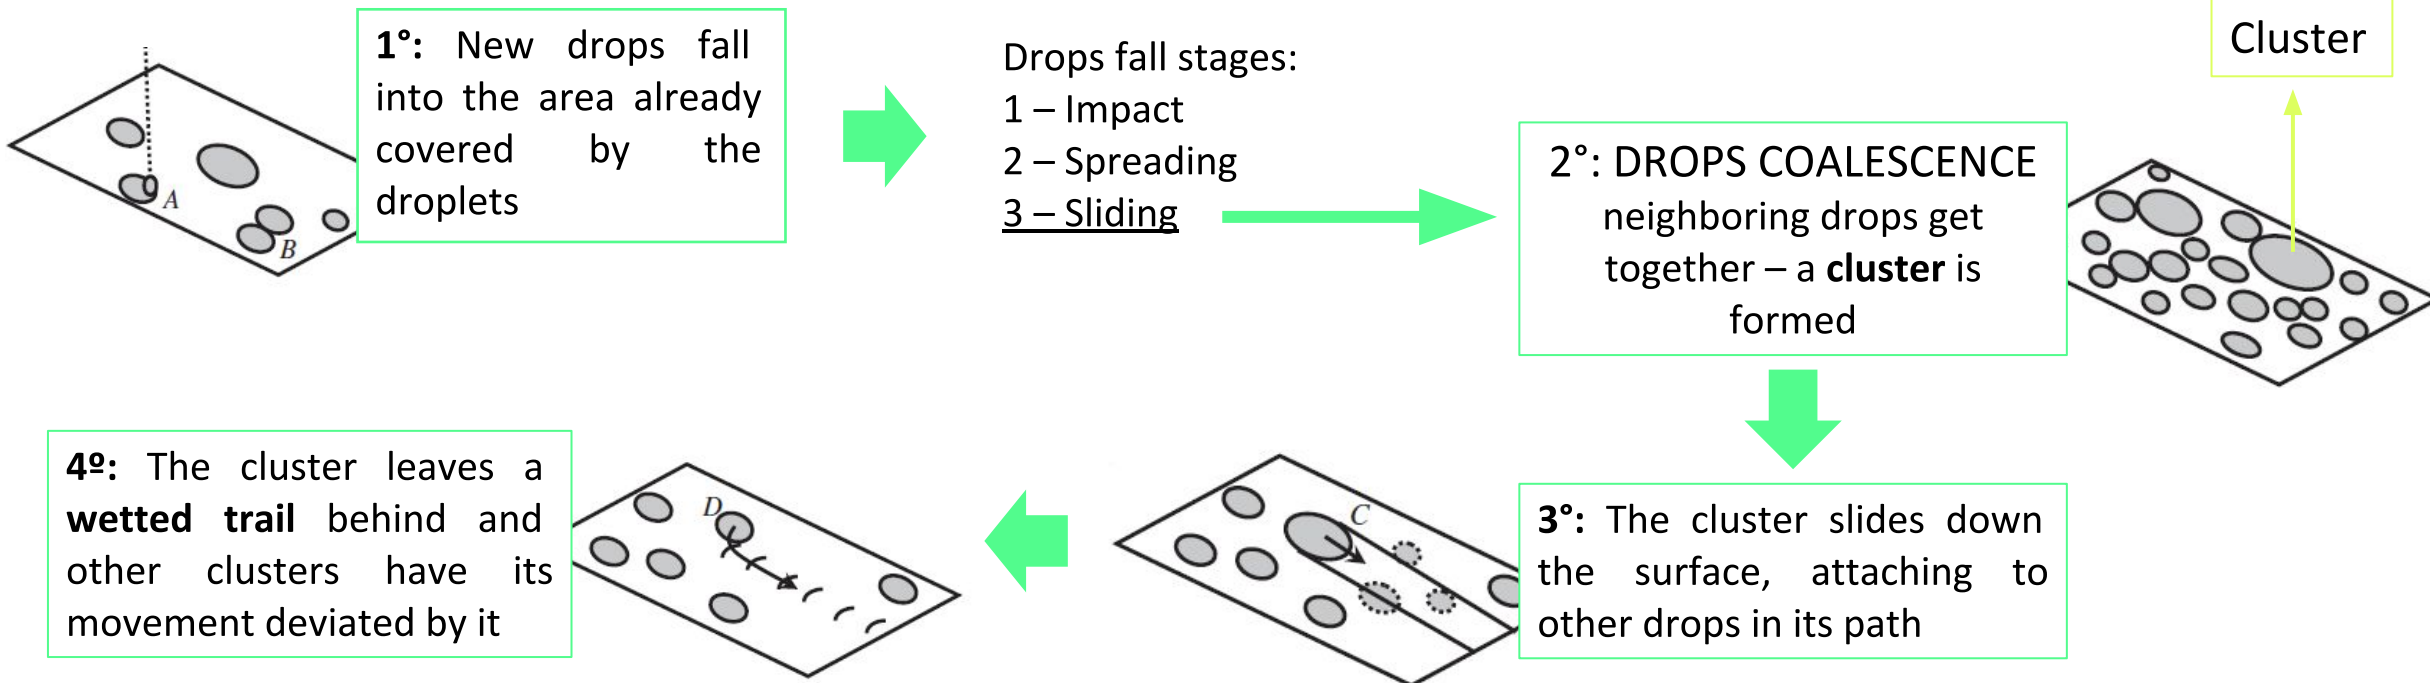 1°: New drops fall
into the area already
covered by the
droplets
A
B
Drops fall stages:
1 – Impact
2 – Spreading
3 – Sliding
Cluster
2°: DROPS COALESCENCE
neighboring drops get
together – a cluster is
formed
3°: The cluster slides down
the surface, attaching to
other drops in its path
C
4º: The cluster leaves a
wetted trail behind and
other clusters have its
movement deviated by it
D